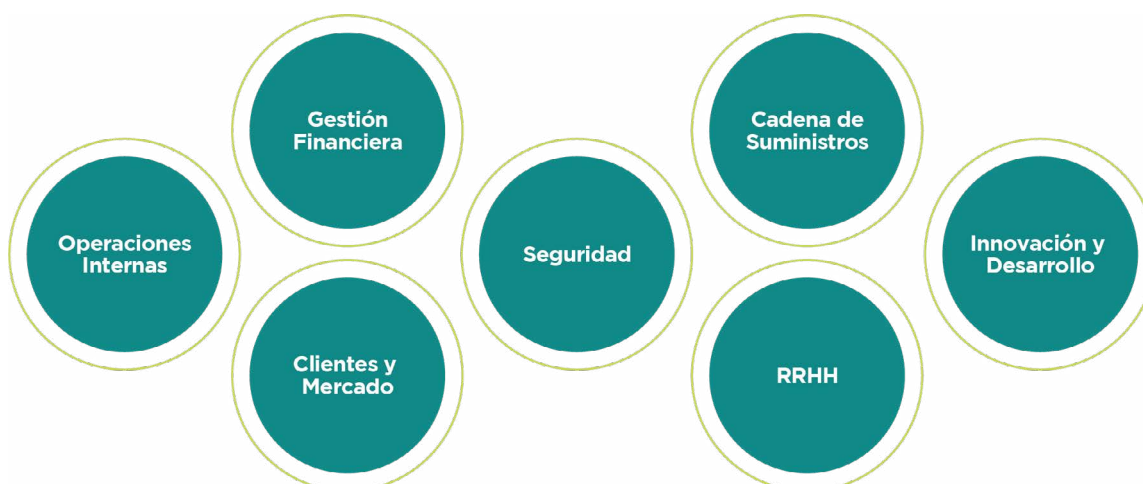 Gestión
Financiera
Cadena de
Suministros
Operaciones
Internas
Seguridad
Innovación y
Desarrollo
Clientes y
Mercado
RRHH